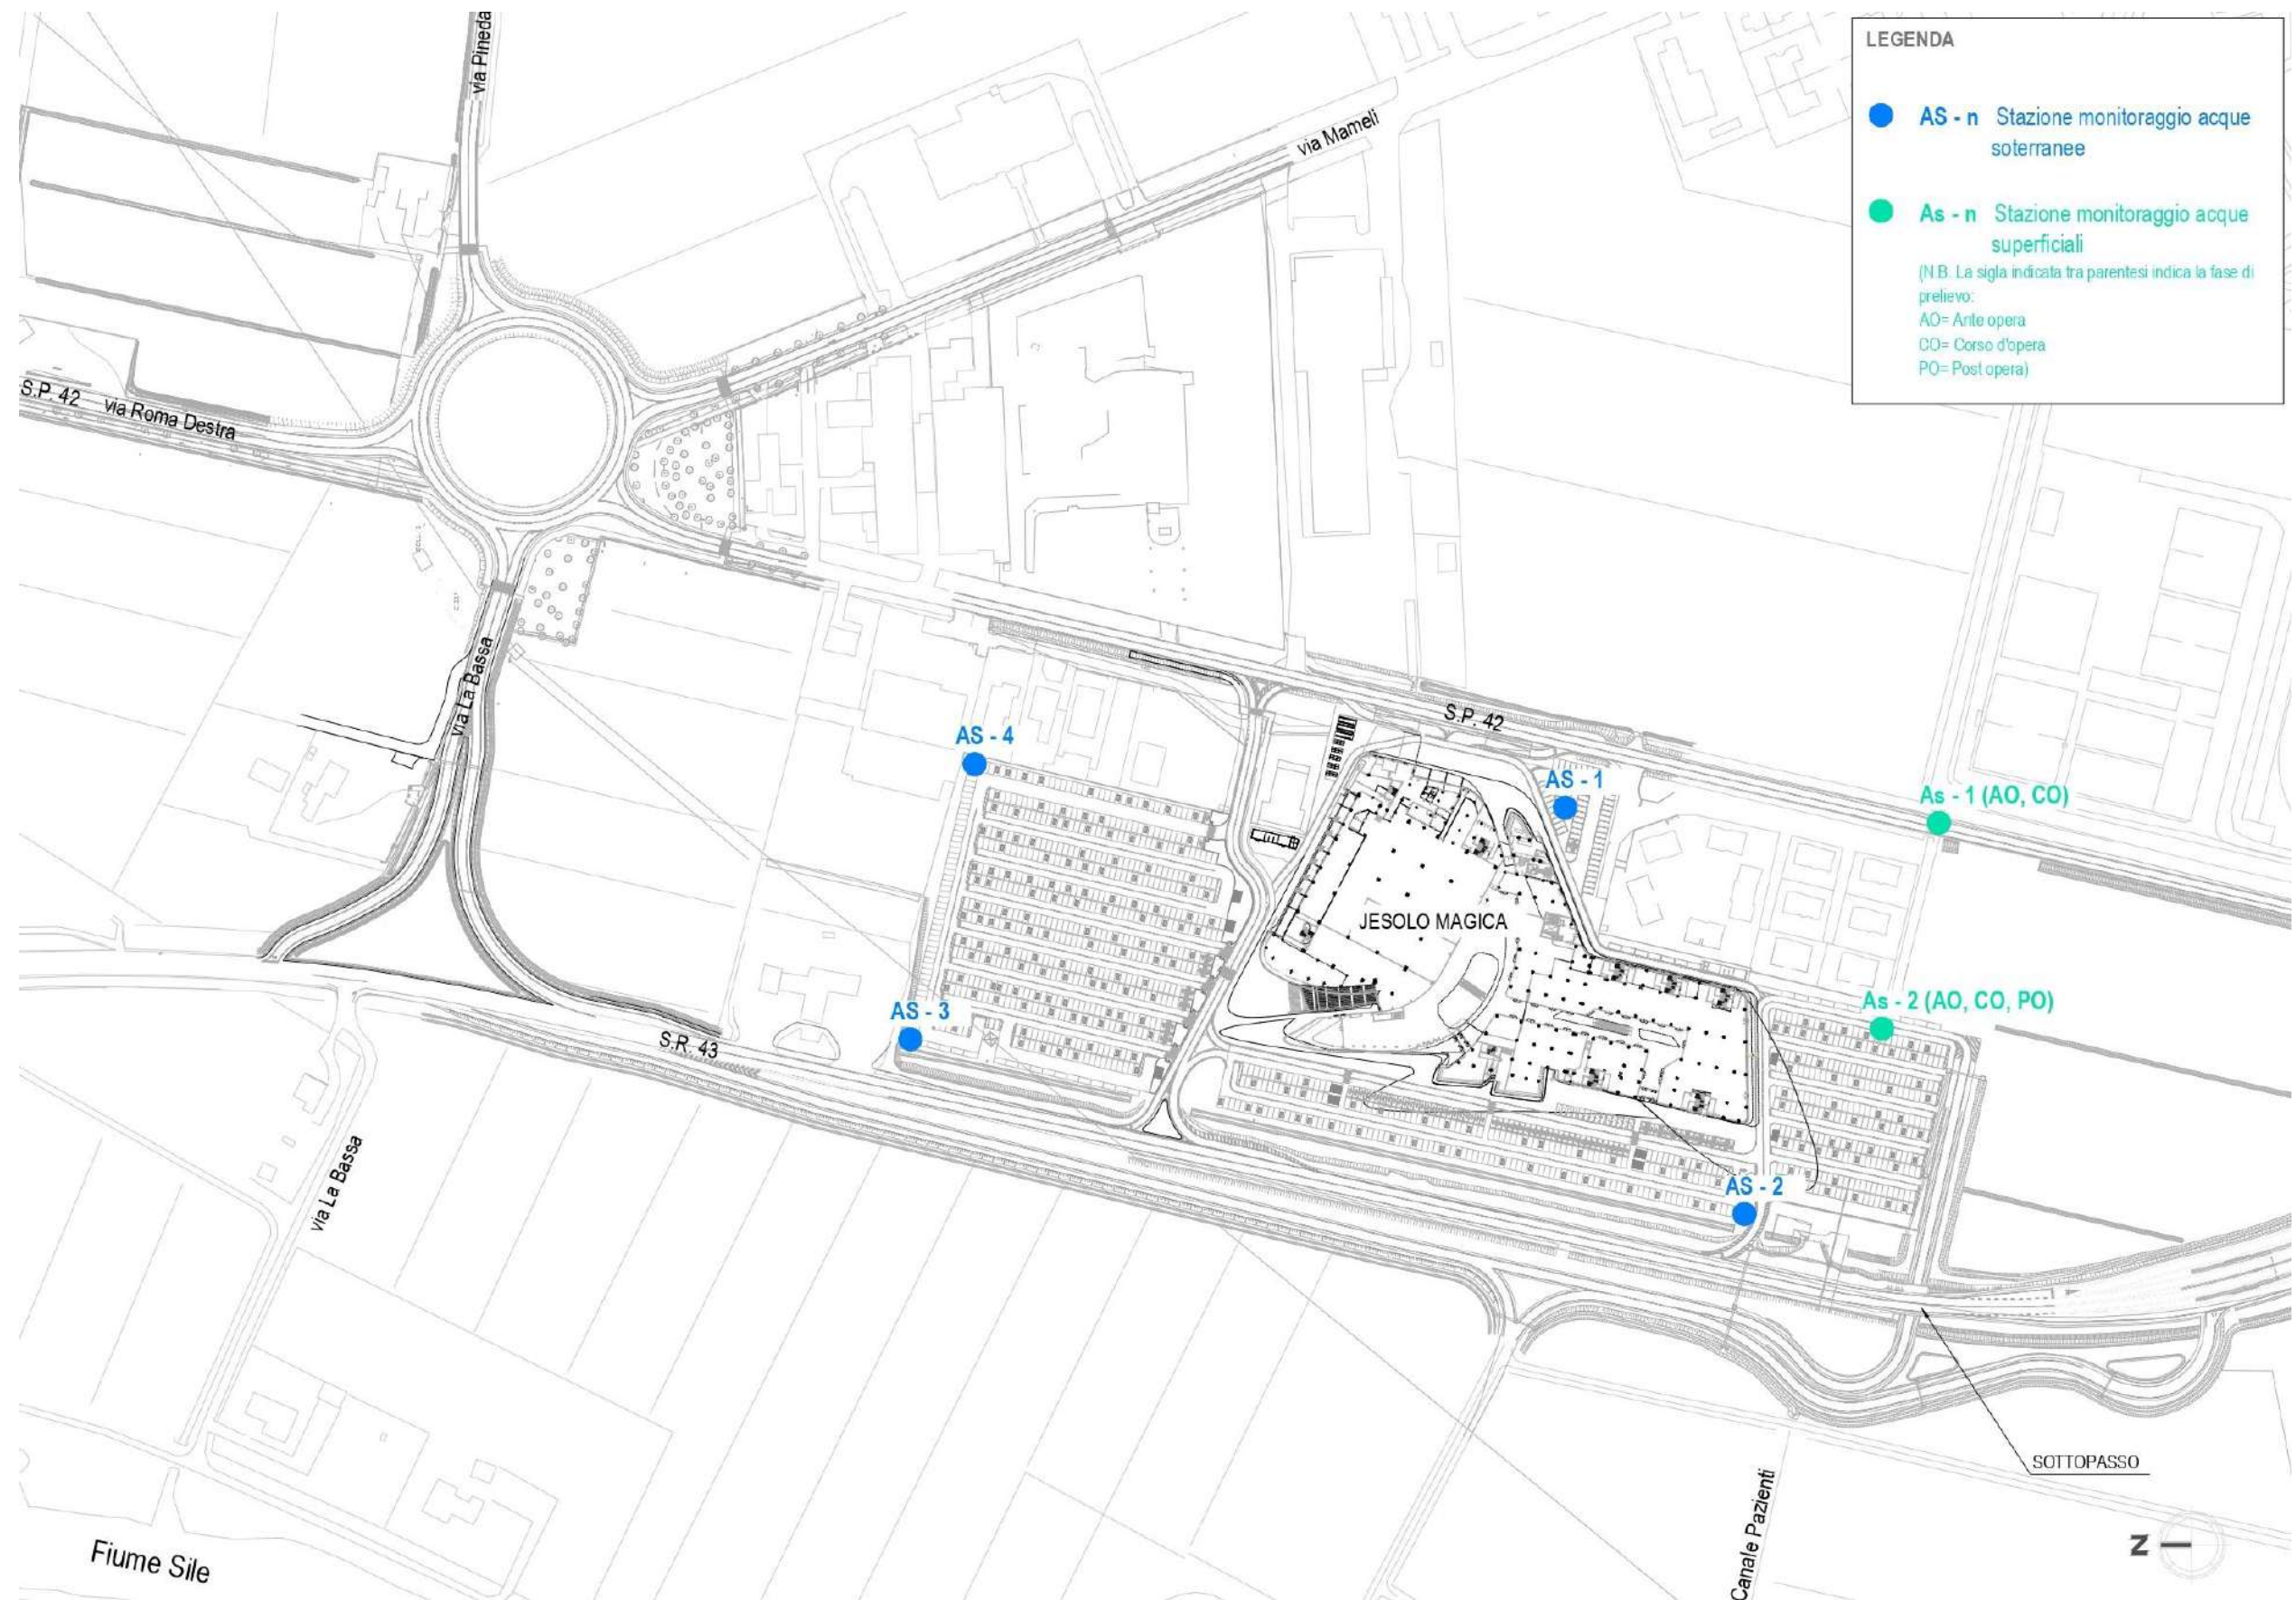 LEGENDA
AS - n Stazione monitoraggio acque
soterranee
As - n Stazione monitoraggio acque
superficiali
(N.B. La sigla indicata tra parentesi indica la fase di
prelievo:
AO= Ante opera
CO= Corso d'opera
PO= Post opera)
via Pineda
via Mameli
S.P. 42
via Roma Destra
via La Bassa
S.P. 42
AS - 4
AS - 1
As - 1 (AO, CO)
JESOLO MAGICA
As - 2 (AO, CO, PO)
AS - 3
S.R. 43
via La Bassa
AS - 2
SOTTOPASSO
Canale Pazienti
Fiume Sile
Z